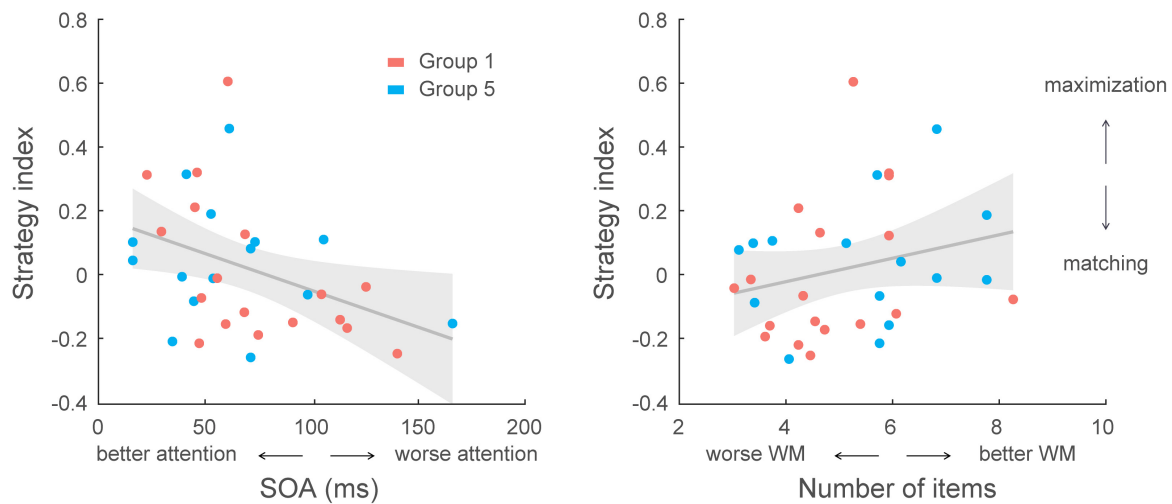 0.8
0.6
0.4
0.2
0
-0.2
-0.4
Strategy index
Group 1
Group 5
0 50 100 150 200
better attention worse attention
SOA (ms)
0.8
0.6
0.4
0.2
0
-0.2
-0.4
Strategy index
maximization
matching
2 4 6 8 10
worse WM better WM
Number of items